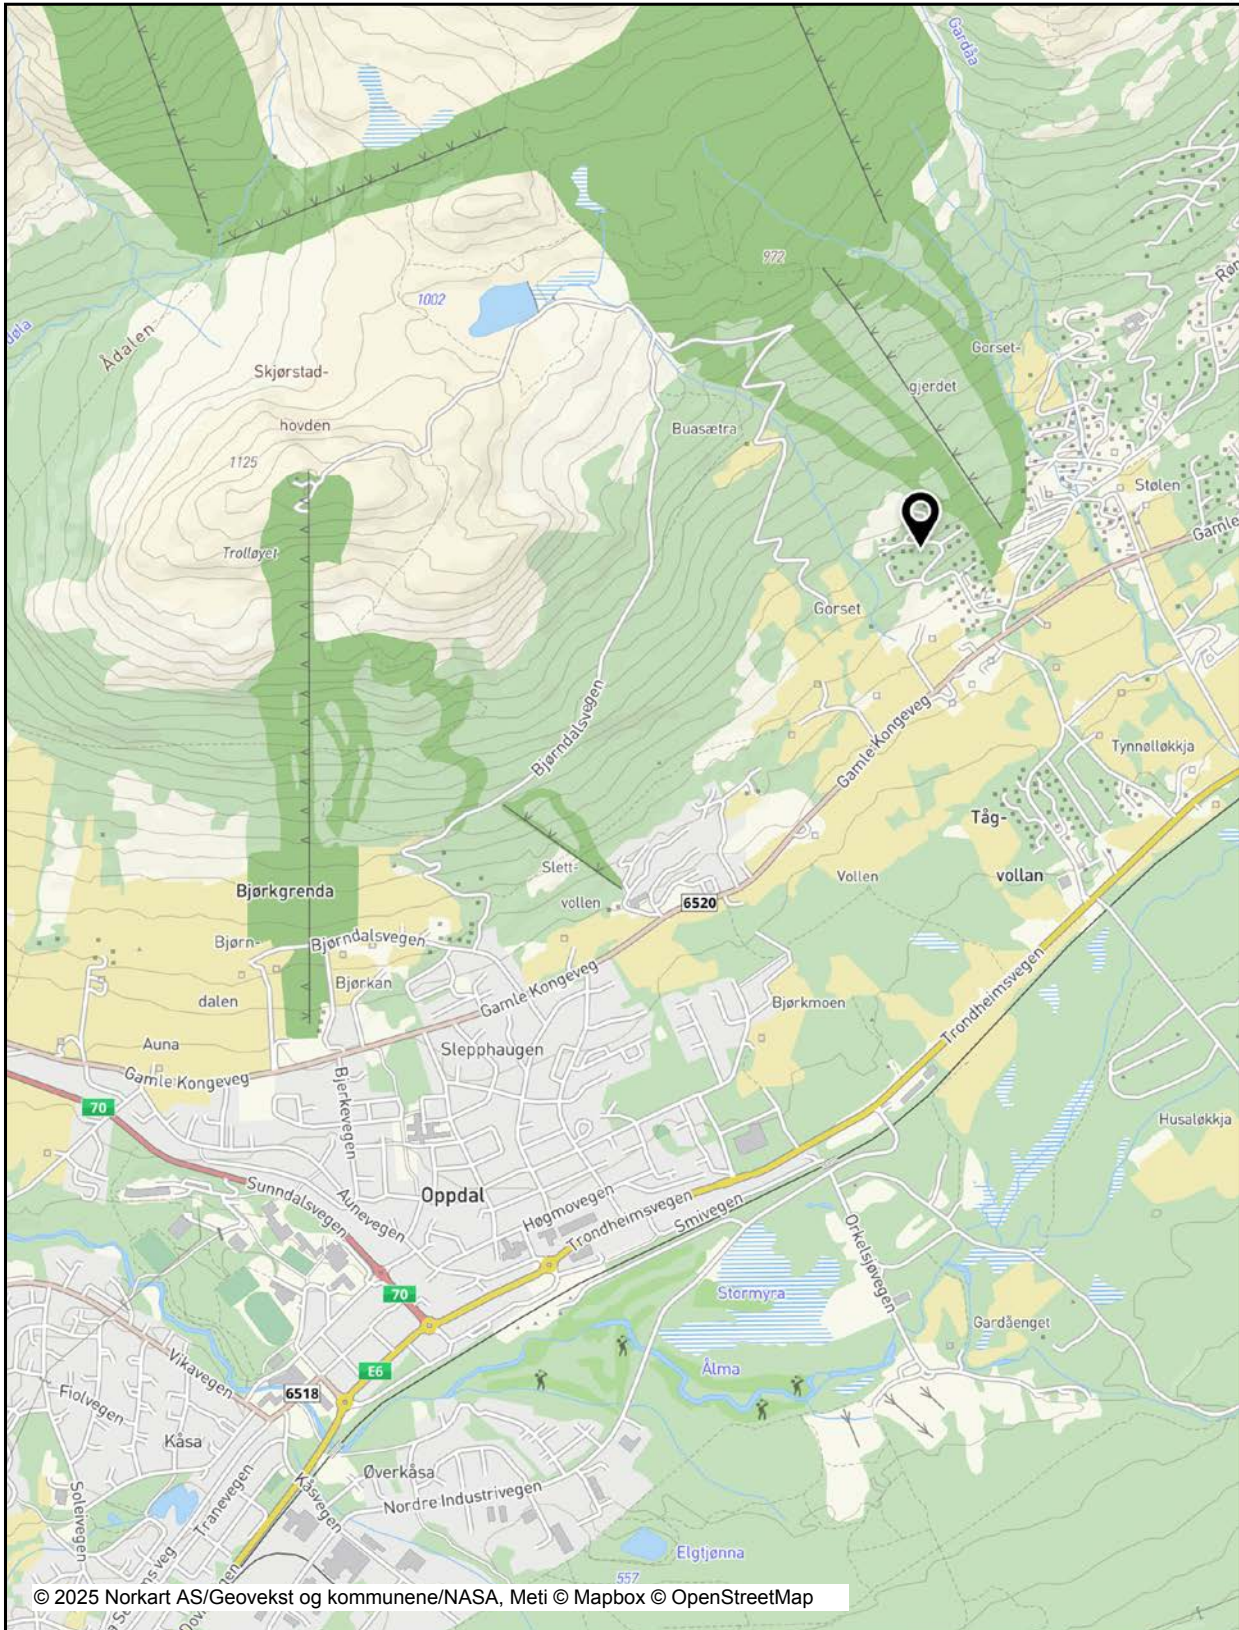 Gardåa
972
1002
Ådalen
Skjørstad-
hovden
Gorset-
gjerdet
Buasætra
1125
Stølen
Gamle
Trolløyet
Gorset
Bjørndalsvegen
Gamle Kongeveg
Tynnølløkkja
Tåg-
vollan
Slett-
vollen
Vollen
6520
Bjørkgrenda
Bjørn-
dalen
Bjørndalsvegen
Bjørkan
Gamle Kongeveg
Bjørkmoen
Trondheimsvegen
Auna
Slepphaugen
Gamle Kongeveg
Bjerkevegen
70
Husaløkkja
Sunndalsvegen
Aunevegen
Oppdal
Høgmovegen
Trondheimsvegen
Smivegen
Orkelsjøvegen
70
Stormyra
Gardåenget
Ålma
E6
6518
Vikavegen
Fiolvegen
Kåsa
Soleivegen
Tranevegen
Kåsvegen
Øverkåsa
Nordre Industrivegen
Elgtjønna
557
© 2025 Norkart AS/Geovekst og kommunene/NASA, Meti © Mapbox © OpenStreetMap